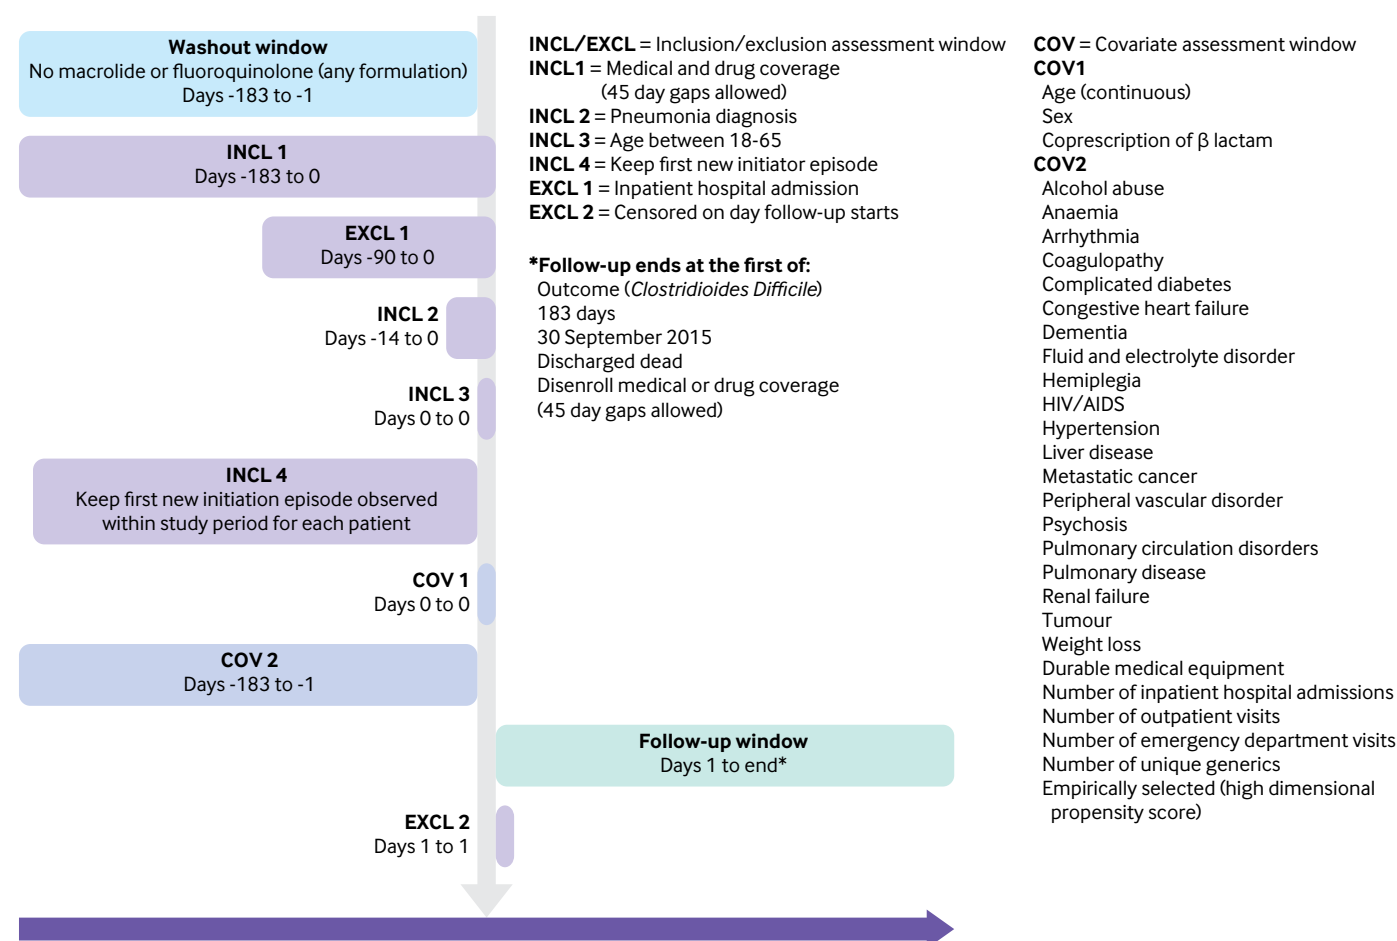 Washout window
No macrolide or fluoroquinolone (any formulation)
Days -183 to -1
INCL 1
Days -183 to 0
EXCL 1
Days -90 to 0
INCL 2
Days -14 to 0
INCL 3
Days 0 to 0
INCL 4
Keep first new initiation episode observed
within study period for each patient
COV 1
Days 0 to 0
COV 2
Days -183 to -1
Follow-up window
Days 1 to end*
EXCL 2
Days 1 to 1
INCL/EXCL = Inclusion/exclusion assessment window
INCL1 = Medical and drug coverage
(45 day gaps allowed)
INCL 2 = Pneumonia diagnosis
INCL 3 = Age between 18-65
INCL 4 = Keep first new initiator episode
EXCL 1 = Inpatient hospital admission
EXCL 2 = Censored on day follow-up starts
*Follow-up ends at the first of:
Outcome (Clostridioides Difficile)
183 days
30 September 2015
Discharged dead
Disenroll medical or drug coverage
(45 day gaps allowed)
COV = Covariate assessment window
COV1
Age (continuous)
Sex
Coprescription of β lactam
COV2
Alcohol abuse
Anaemia
Arrhythmia
Coagulopathy
Complicated diabetes
Congestive heart failure
Dementia
Fluid and electrolyte disorder
Hemiplegia
HIV/AIDS
Hypertension
Liver disease
Metastatic cancer
Peripheral vascular disorder
Psychosis
Pulmonary circulation disorders
Pulmonary disease
Renal failure
Tumour
Weight loss
Durable medical equipment
Number of inpatient hospital admissions
Number of outpatient visits
Number of emergency department visits
Number of unique generics
Empirically selected (high dimensional
propensity score)